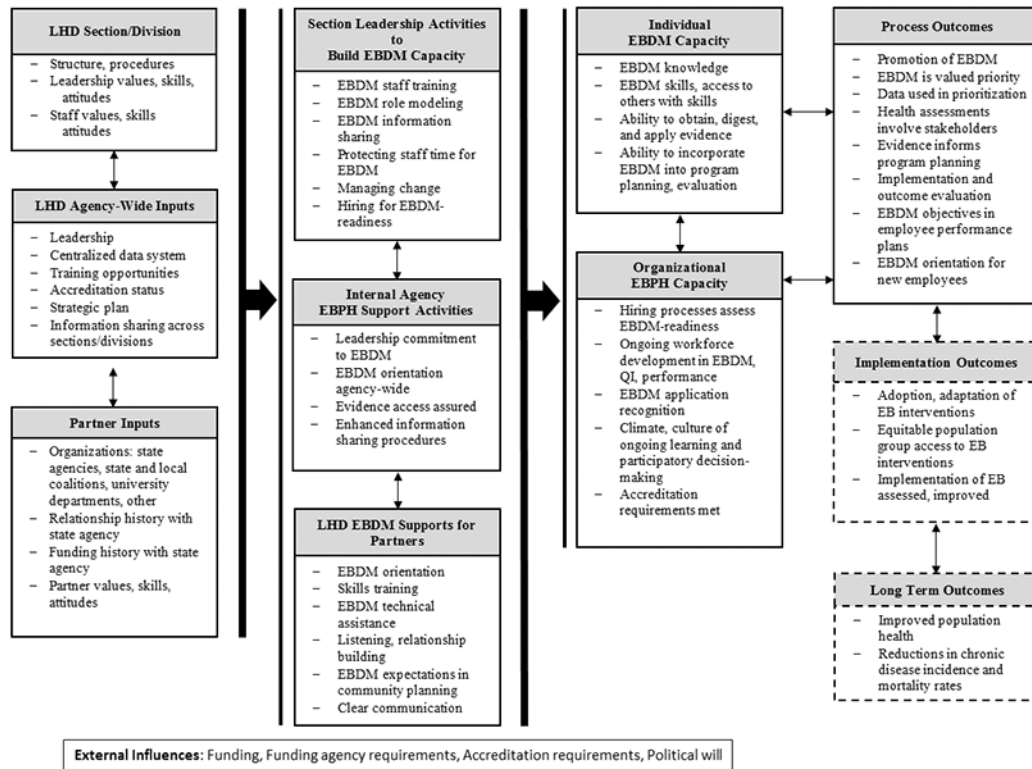 LHD Section/Division
– Structure, procedures
– Leadership values, skills,
attitudes
– Staff values, skills
attitudes
LHD Agency-Wide Inputs
– Leadership
– Centralized data system
– Training opportunities
– Accreditation status
– Strategic plan
– Information sharing across
sections/divisions
Partner Inputs
– Organizations: state
agencies, state and local
coalitions, university
departments, other
– Relationship history with
state agency
– Funding history with state
agency
– Partner values, skills,
attitudes
Section Leadership Activities
to
Build EBDM Capacity
– EBDM staff training
– EBDM role modeling
– EBDM information
sharing
– Protecting staff time for
EBDM
– Managing change
– Hiring for EBDM-
readiness
Internal Agency
EBPH Support Activities
– Leadership commitment
to EBDM
– EBDM orientation
agency-wide
– Evidence access assured
– Enhanced information
sharing procedures
LHD EBDM Supports for
Partners
– EBDM orientation
– Skills training
– EBDM technical
assistance
– Listening, relationship
building
– EBDM expectations in
community planning
– Clear communication
Individual
EBDM Capacity
– EBDM knowledge
– EBDM skills, access to
others with skills
– Ability to obtain, digest,
and apply evidence
– Ability to incorporate
EBDM into program
planning, evaluation
Organizational
EBPH Capacity
– Hiring processes assess
EBDM-readiness
– Ongoing workforce
development in EBDM,
QI, performance
– EBDM application
recognition
– Climate, culture of
ongoing learning and
participatory decision-
making
– Accreditation
requirements met
Process Outcomes
– Promotion of EBDM
– EBDM is valued priority
– Data used in prioritization
– Health assessments
involve stakeholders
– Evidence informs
program planning
– Implementation and
outcome evaluation
– EBDM objectives in
employee performance
plans
– EBDM orientation for
new employees
Implementation Outcomes
– Adoption, adaptation of
EB interventions
– Equitable population
group access to EB
interventions
– Implementation of EB
assessed, improved
Long Term Outcomes
– Improved population
health
– Reductions in chronic
disease incidence and
mortality rates
External Influences: Funding, Funding agency requirements, Accreditation requirements, Political will